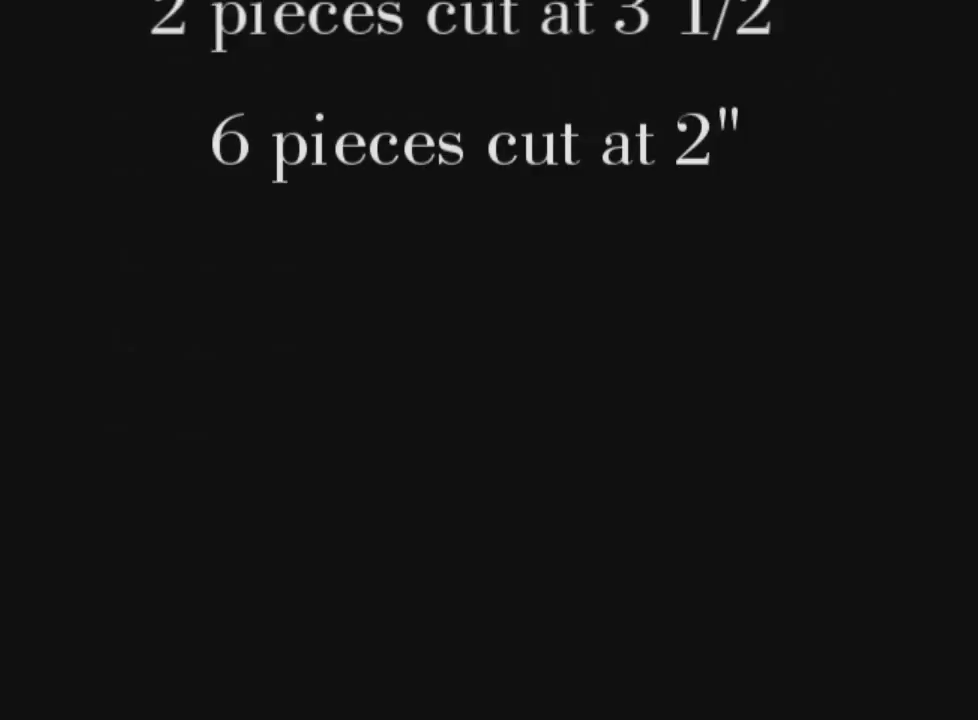 2 pieces cut at 3 1/2
6 pieces cut at 2"